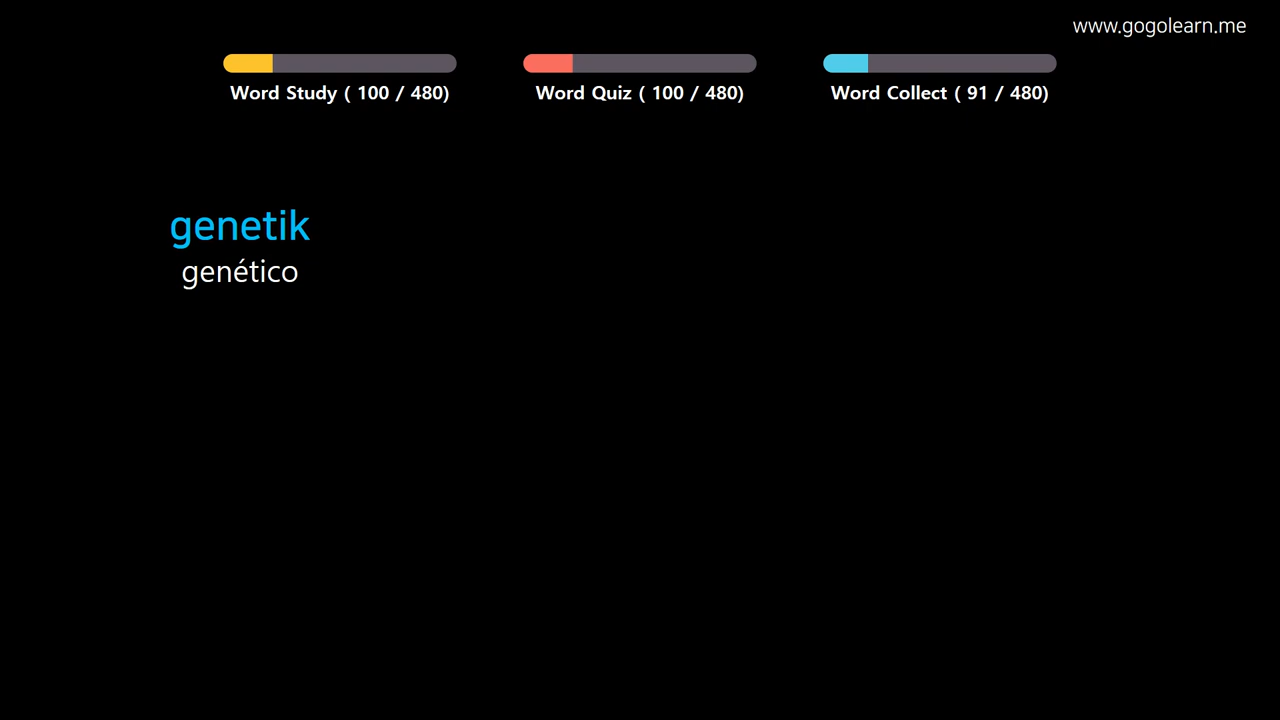 www.gogolearn.me
Word Study ( 100 / 480)
Word Quiz ( 100 / 480)
Word Collect ( 91 / 480)
genetik
genético